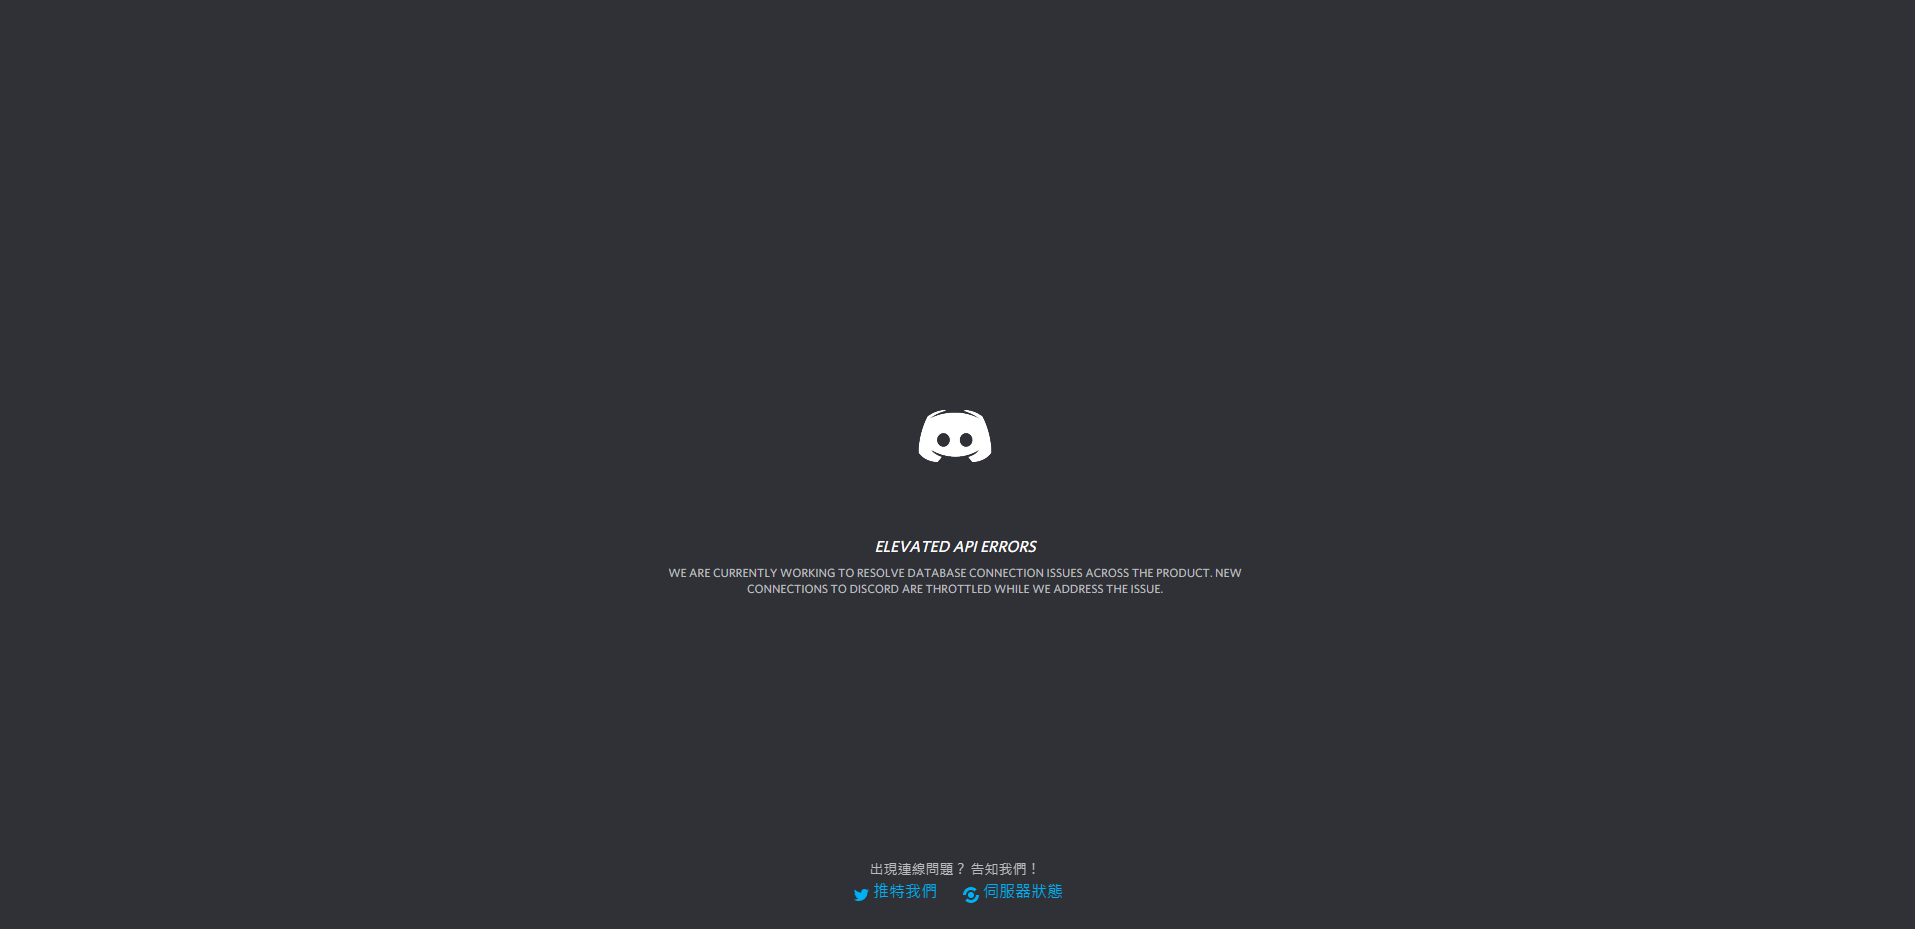 ELEVATED API ERRORS
WE ARE CURRENTLY WORKING TO RESOLVE DATABASE CONNECTION ISSUES ACROSS THE PRODUCT. NEW
CONNECTIONS TO DISCORD ARE THROTTLED WHILE WE ADDRESS THE ISSUE.
出現連線問題？告知我們！
推特我們 伺服器狀態